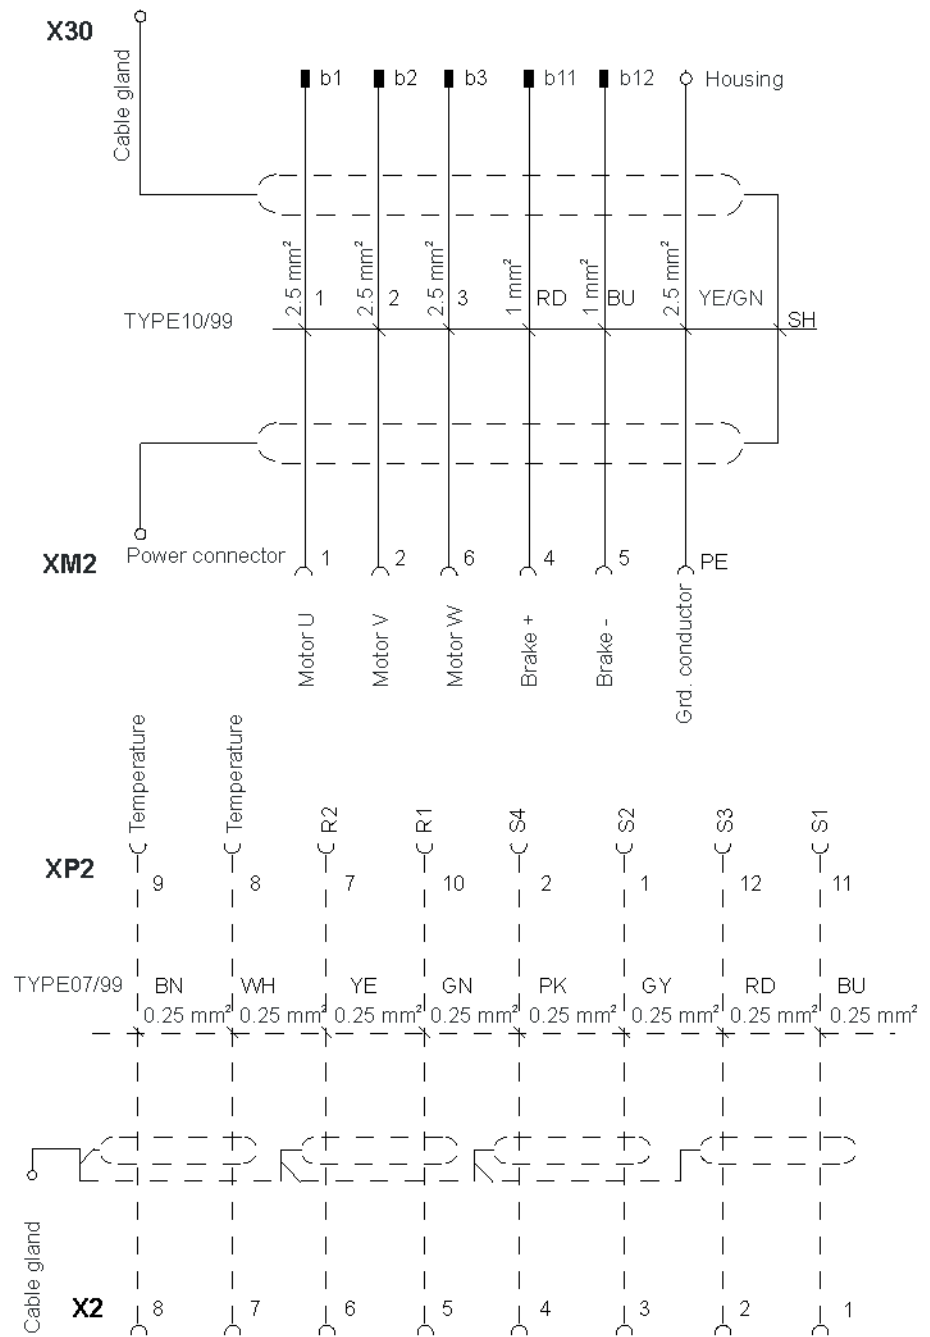 X30
Cable gland
b1 b2 b3 b11 b12 Housing
2.5 mm² 2.5 mm² 2.5 mm² 1 mm² 1 mm² 2.5 mm²
1 2 3 RD BU YE/GN
TYPE10/99 SH
XM2 Power connector 1 2 6 4 5 PE
Motor U Motor V Motor W Brake + Brake - Grd. conductor
Temperature Temperature R2 R1 S4 S2 S3 S1
XP2 9 8 7 10 2 1 12 11
TYPE07/99 BN WH YE GN PK GY RD BU
0.25 mm² 0.25 mm² 0.25 mm² 0.25 mm² 0.25 mm² 0.25 mm² 0.25 mm² 0.25 mm²
Cable gland
X2 8 7 6 5 4 3 2 1